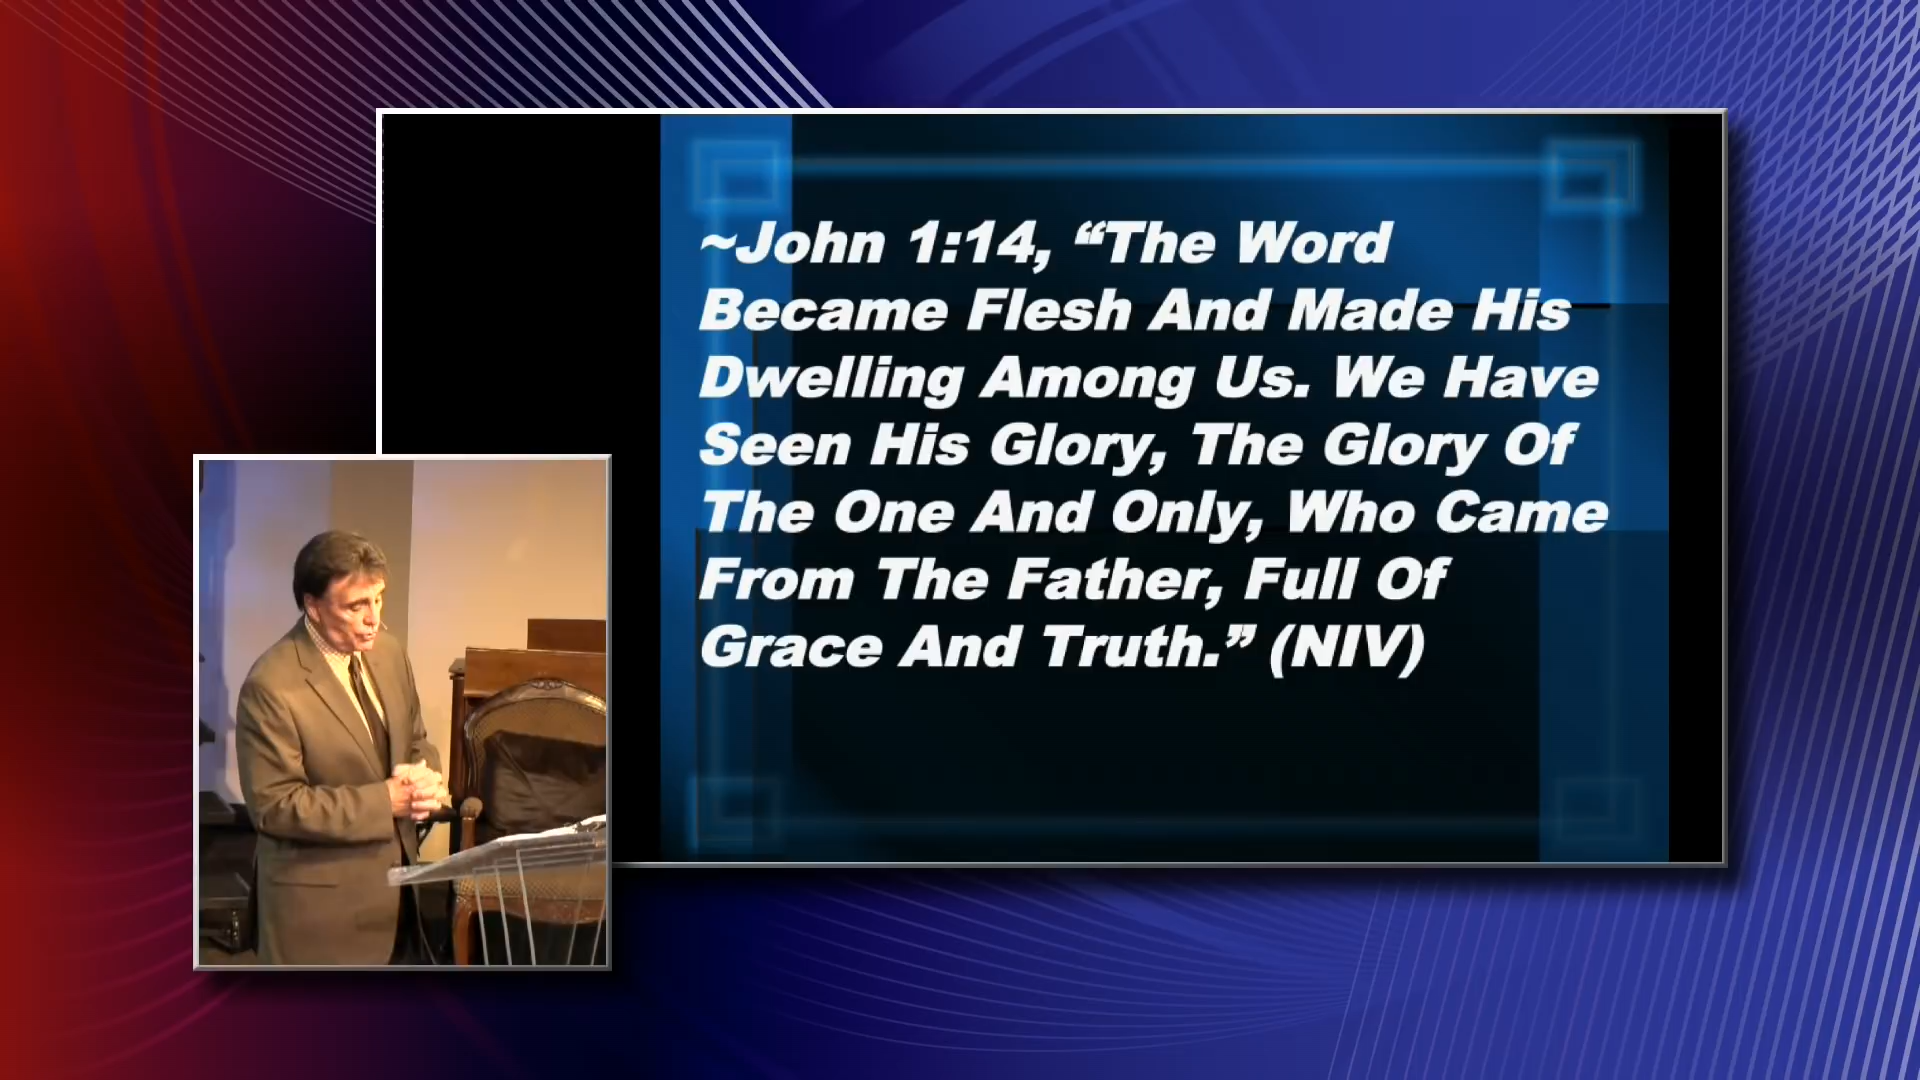 ~John 1:14, “The Word
Became Flesh And Made His
Dwelling Among Us. We Have
Seen His Glory, The Glory Of
The One And Only, Who Came
From The Father, Full Of
Grace And Truth.” (NIV)